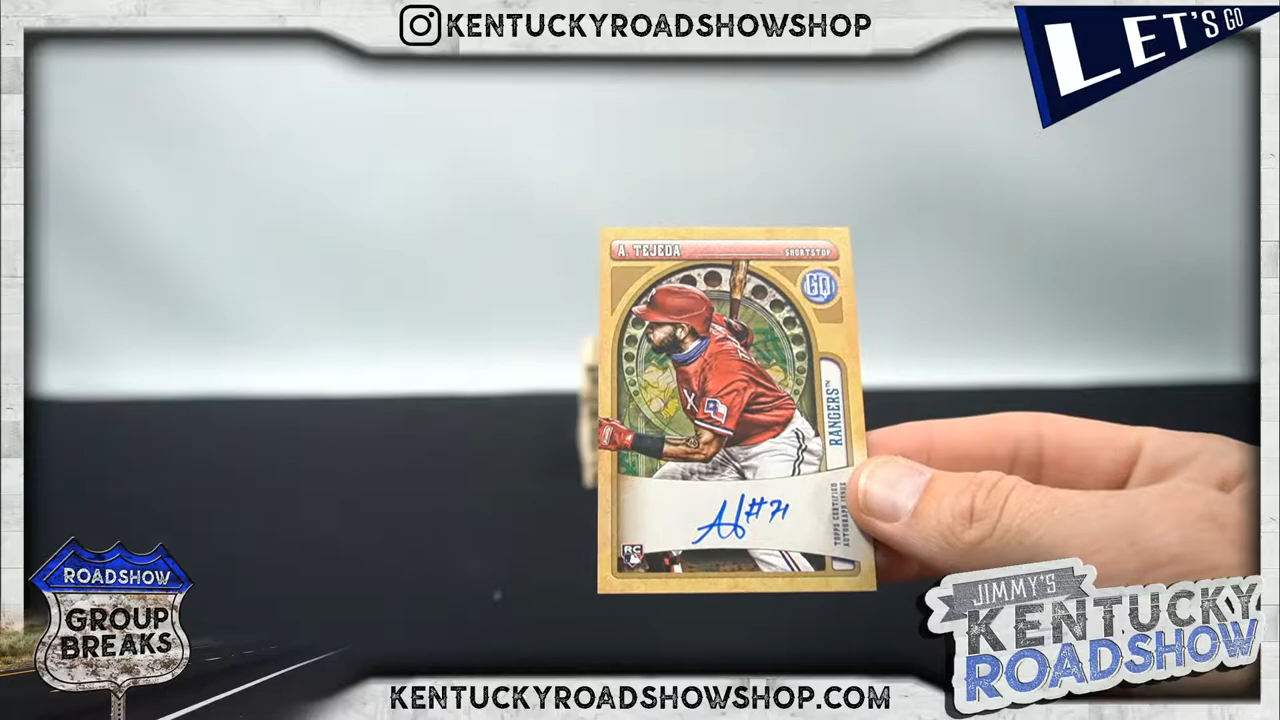 KENTUCKYROADSHOWSHOP
LET'S GO
A. TEJEDA
SHORTSTOP
GQ
RANGERS™
A #71
TOPPS CERTIFIED
AUTOGRAPH ISSUE
RC
ROADSHOW
GROUP
BREAKS
JIMMY'S
KENTUCKY
ROADSHOW
KENTUCKYROADSHOWSHOP.COM